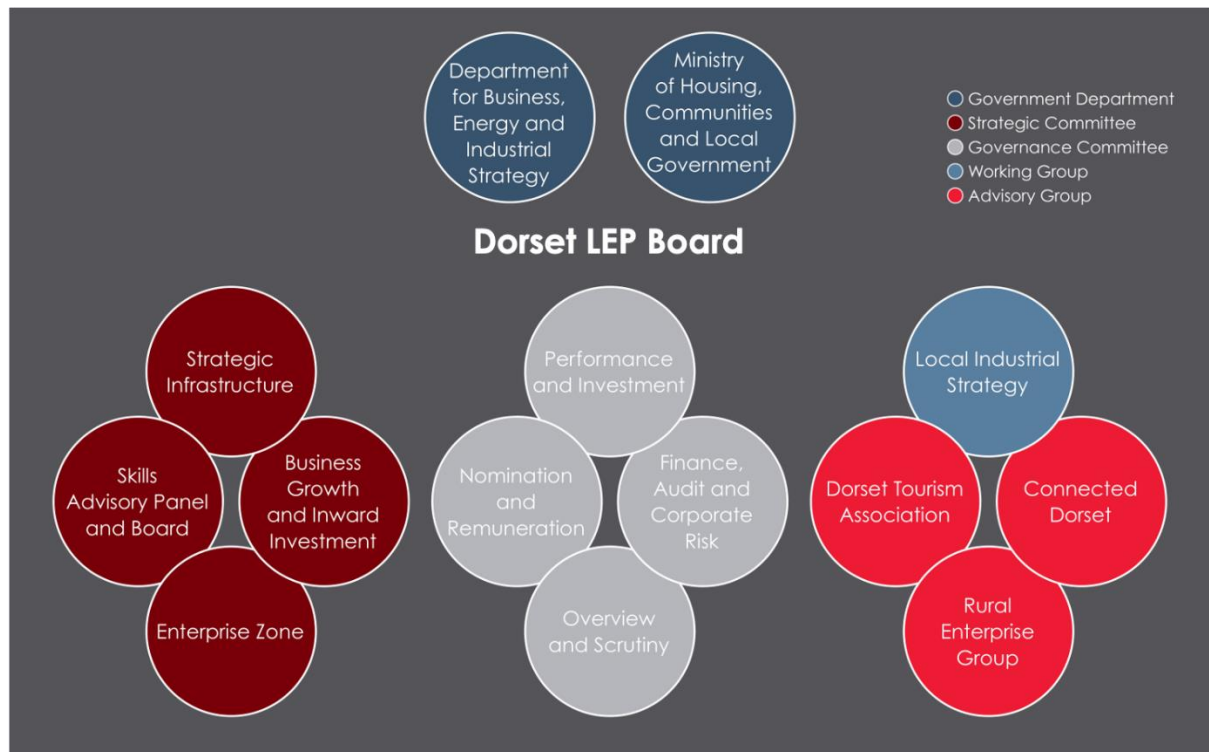 Department
for Business,
Energy and
Industrial
Strategy
Ministry
of Housing,
Communities
and Local
Government
Government Department
Strategic Committee
Governance Committee
Working Group
Advisory Group
Dorset LEP Board
Strategic
Infrastructure
Skills
Advisory Panel
and Board
Business
Growth
and Inward
Investment
Enterprise Zone
Performance
and Investment
Nomination
and
Remuneration
Finance,
Audit and
Corporate
Risk
Overview
and Scrutiny
Local Industrial
Strategy
Dorset Tourism
Association
Connected
Dorset
Rural
Enterprise
Group